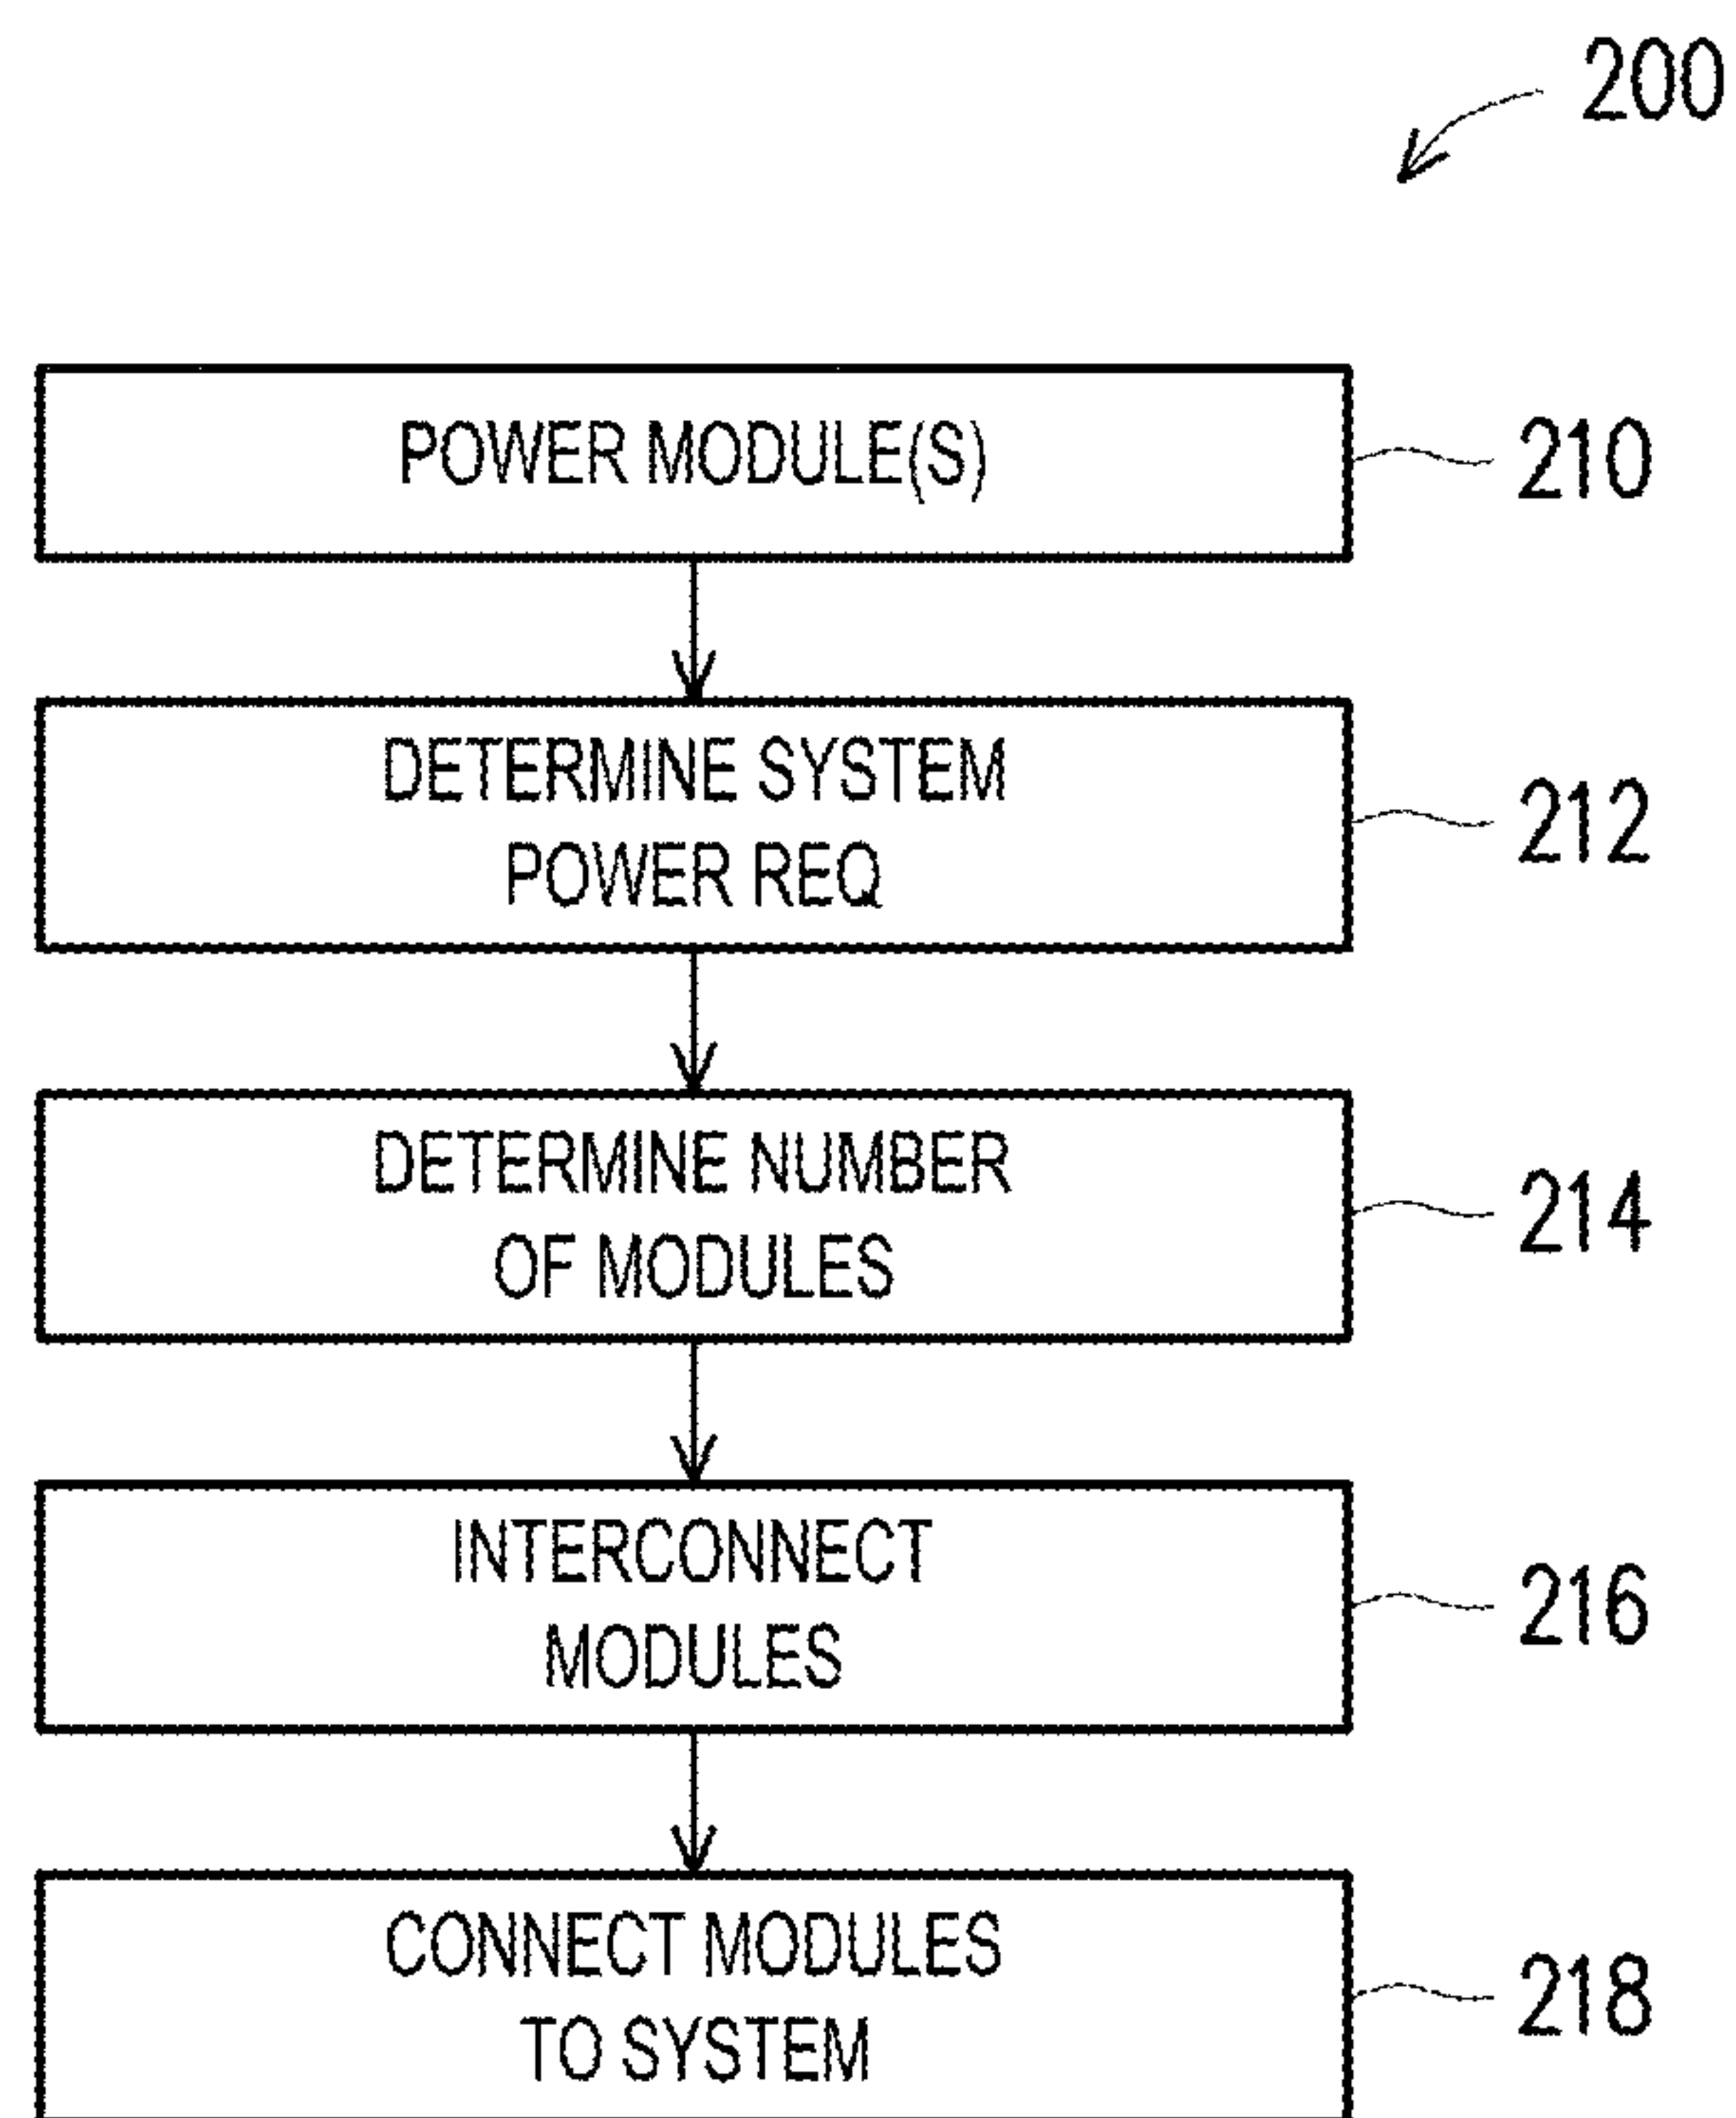 200
POWER MODULE(S)
210
DETERMINE SYSTEM
POWER REQ
212
DETERMINE NUMBER
OF MODULES
214
INTERCONNECT
MODULES
216
CONNECT MODULES
TO SYSTEM
218